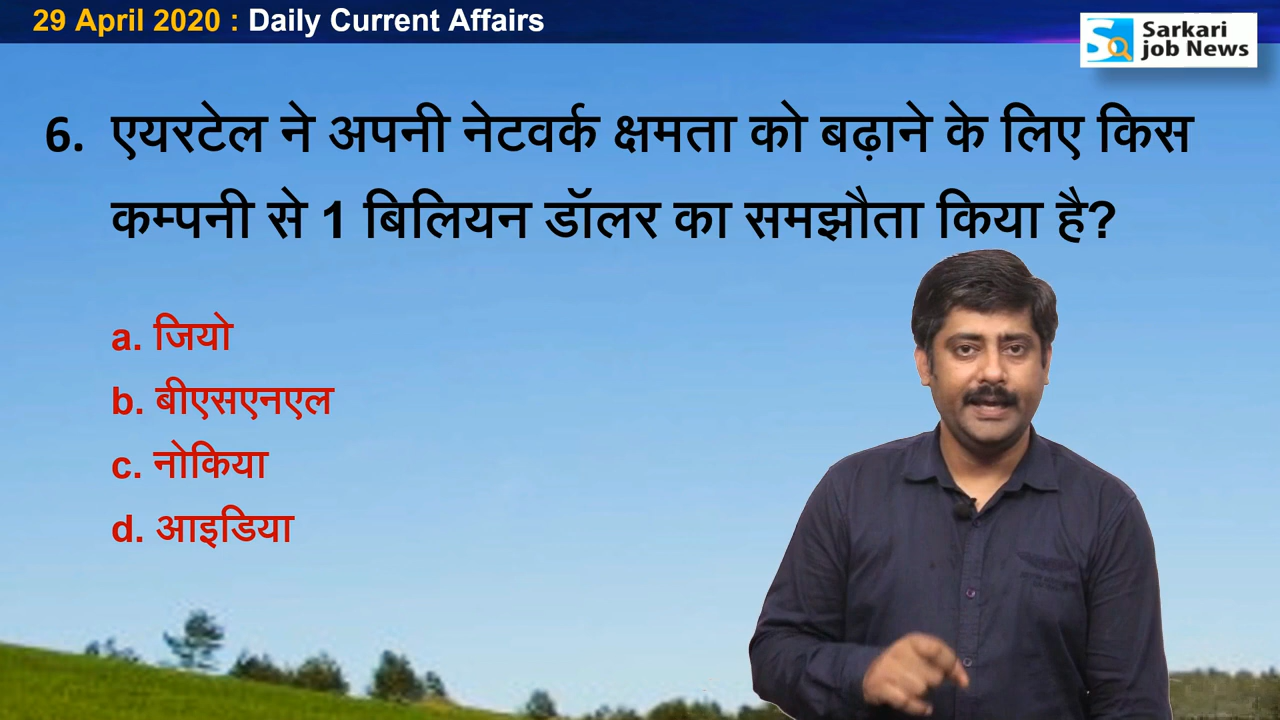 29 April 2020 : Daily Current Affairs
Sarkari
job News
6. एयरटेल ने अपनी नेटवर्क क्षमता को बढ़ाने के लिए किस
कम्पनी से 1 बिलियन डॉलर का समझौता किया है?
a. जियो
b. बीएसएनएल
c. नोकिया
d. आइडिया